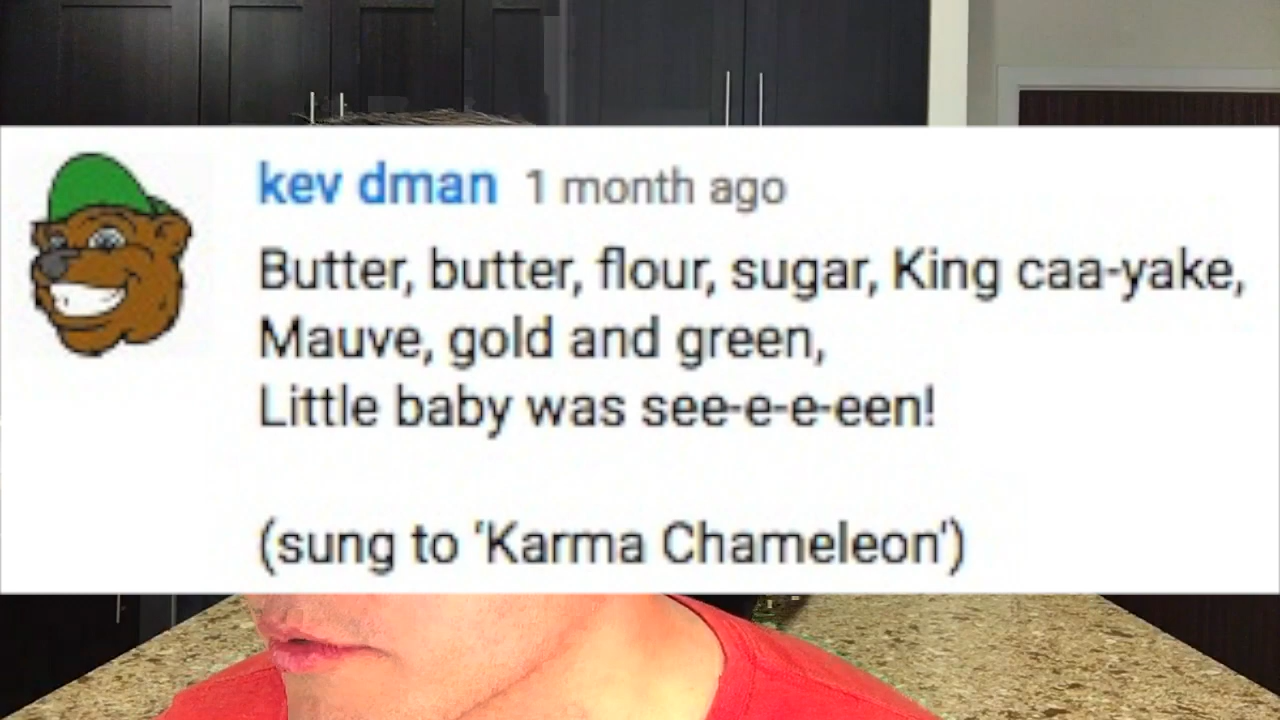 kev dman 1 month ago
Butter, butter, flour, sugar, King caa-yake,
Mauve, gold and green,
Little baby was see-e-e-een!
(sung to 'Karma Chameleon')